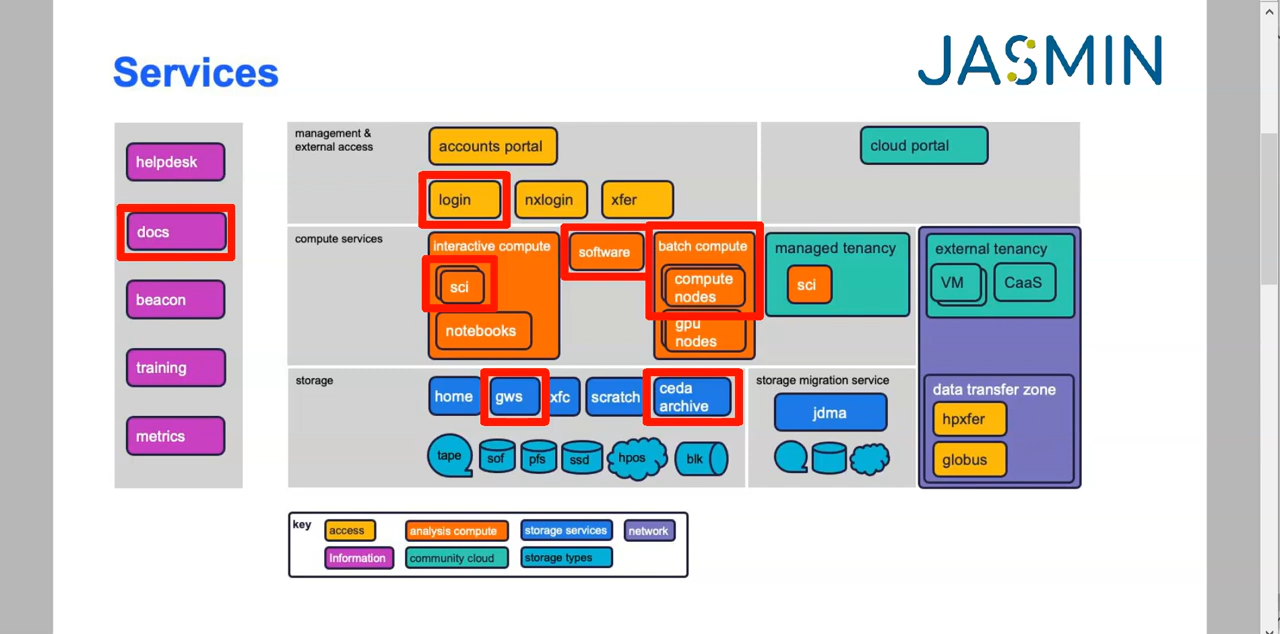 Services
JASMIN
helpdesk
docs
beacon
training
metrics
management &
external access
accounts portal
login
nxlogin
xfer
cloud portal
compute services
interactive compute
sci
notebooks
software
batch compute
compute
nodes
gpu
nodes
managed tenancy
sci
external tenancy
VM
CaaS
storage
home
gws
xfc
scratch
ceda
archive
tape
sof
pfs
ssd
hpos
blk
storage migration service
jdma
data transfer zone
hpxfer
globus
key
access
analysis compute
storage services
network
Information
community cloud
storage types